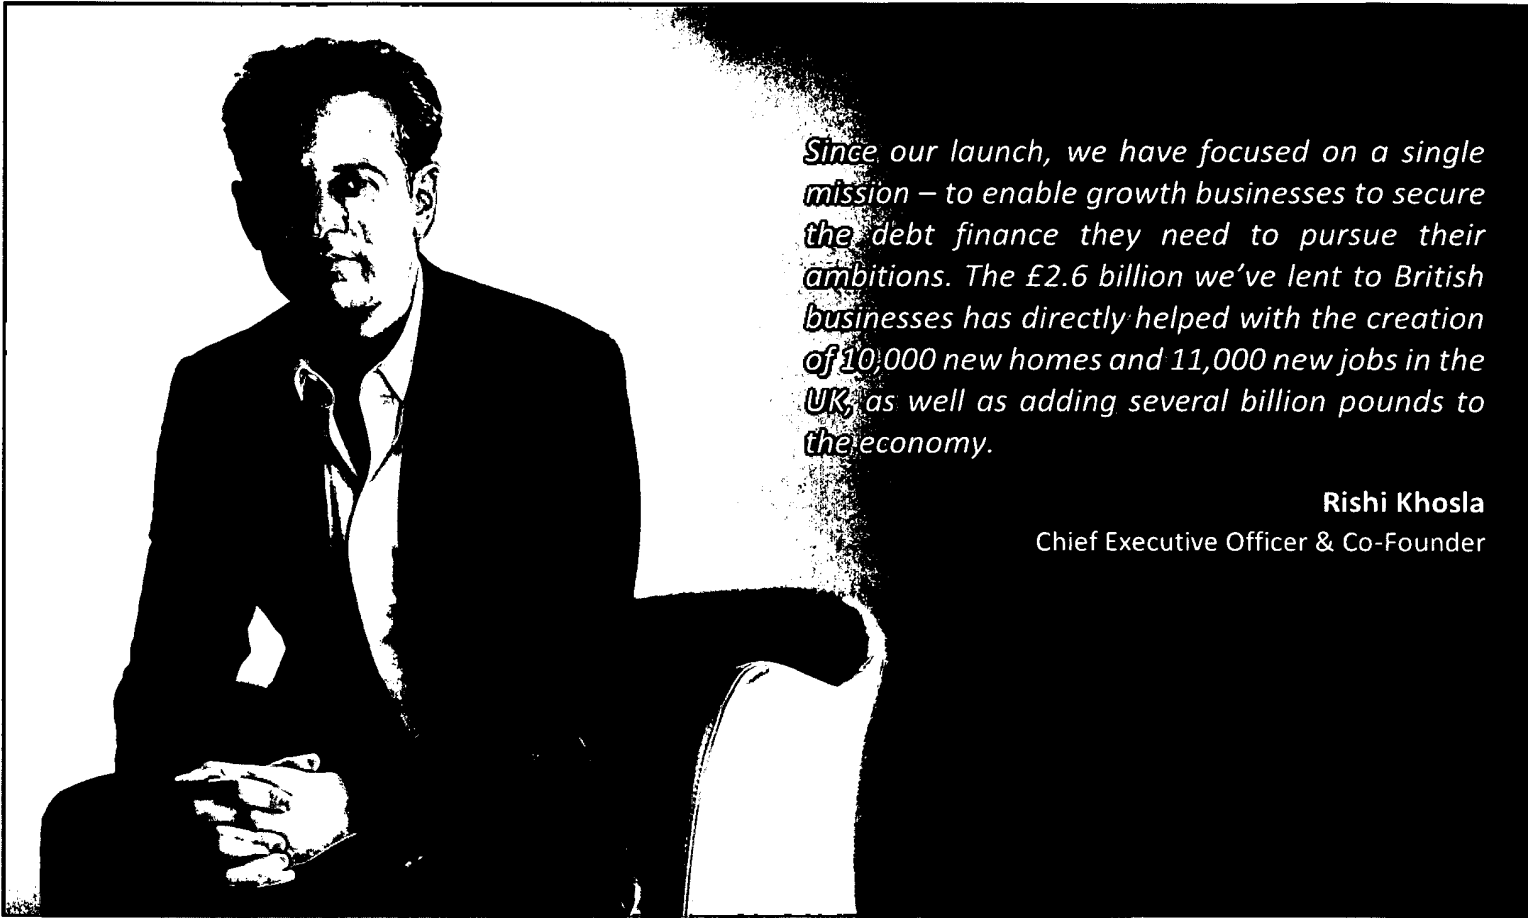 Since our launch, we have focused on a single
mission – to enable growth businesses to secure
the debt finance they need to pursue their
ambitions. The £2.6 billion we've lent to British
businesses has directly helped with the creation
of 10,000 new homes and 11,000 new jobs in the
UK, as well as adding several billion pounds to
the economy.
Rishi Khosla
Chief Executive Officer & Co-Founder